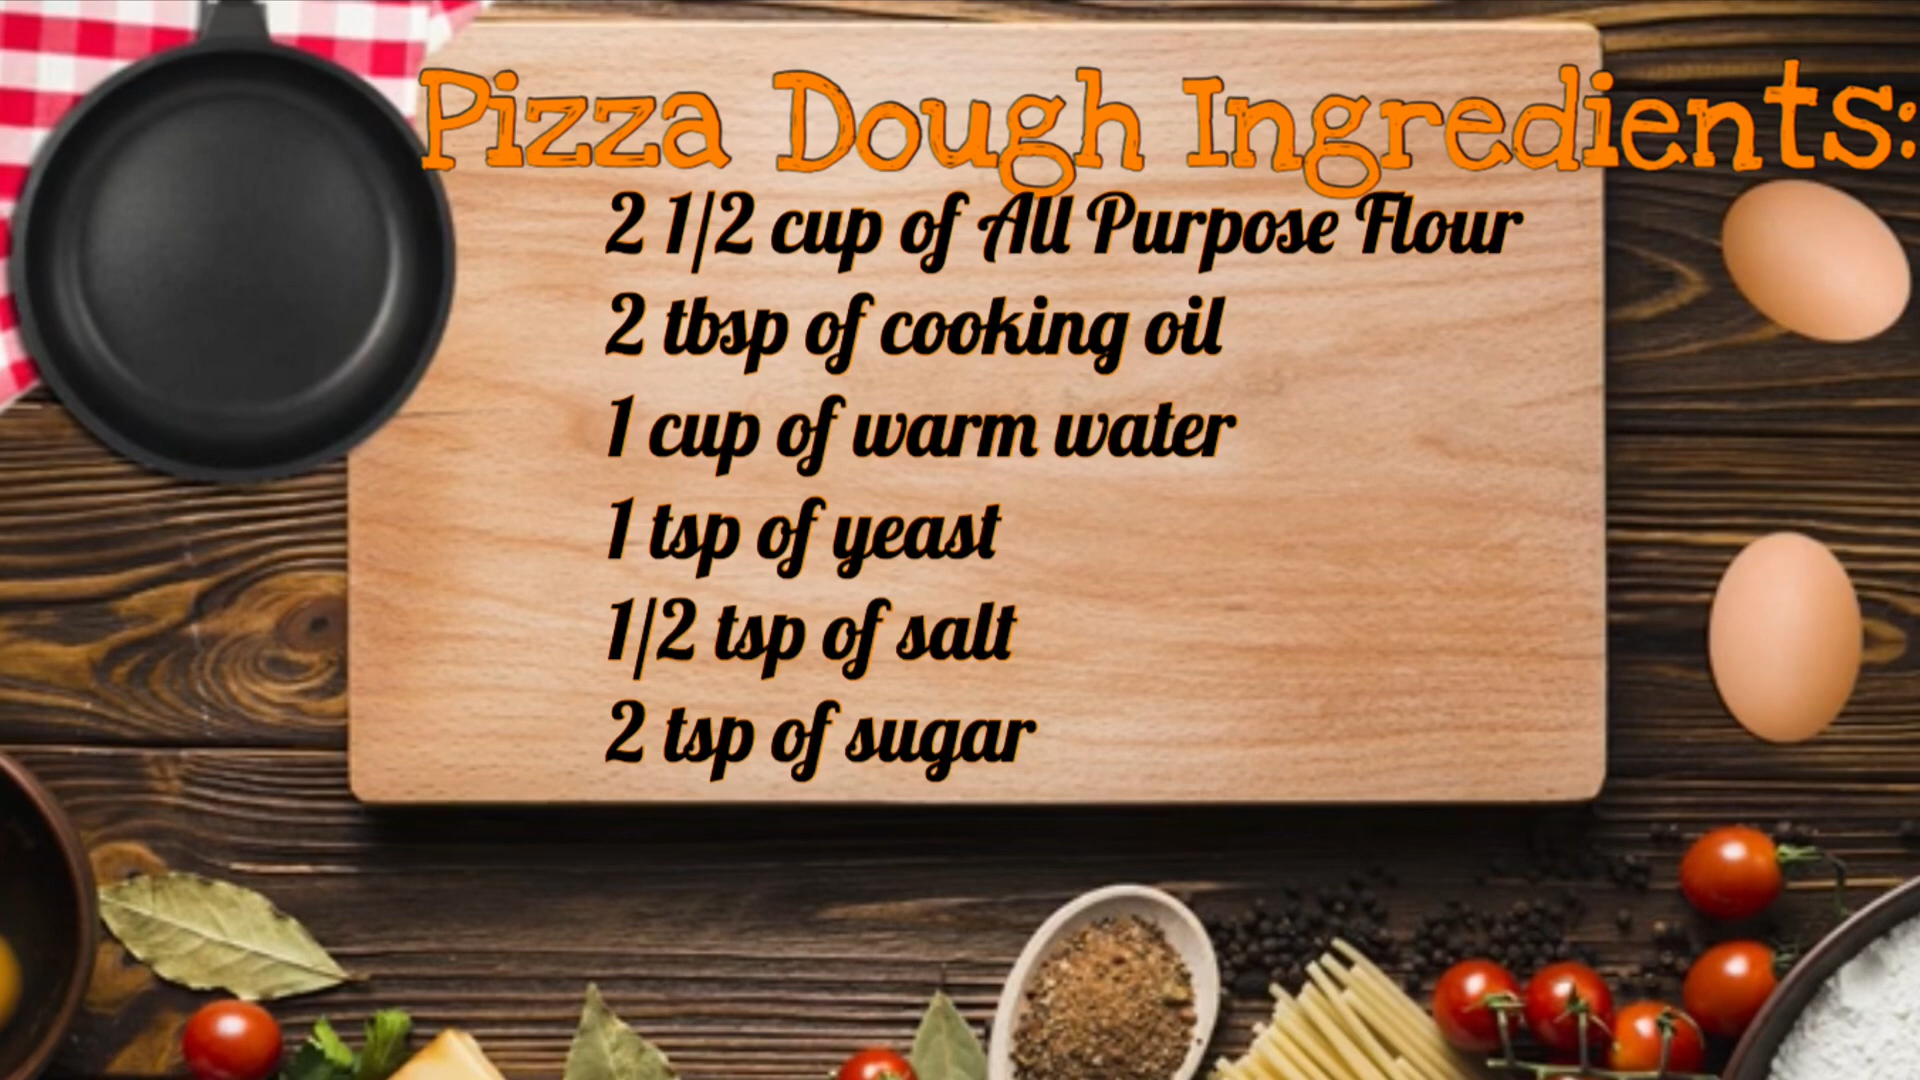 Pizza Dough Ingredients:
2 1/2 cup of All Purpose Flour
2 tbsp of cooking oil
1 cup of warm water
1 tsp of yeast
1/2 tsp of salt
2 tsp of sugar